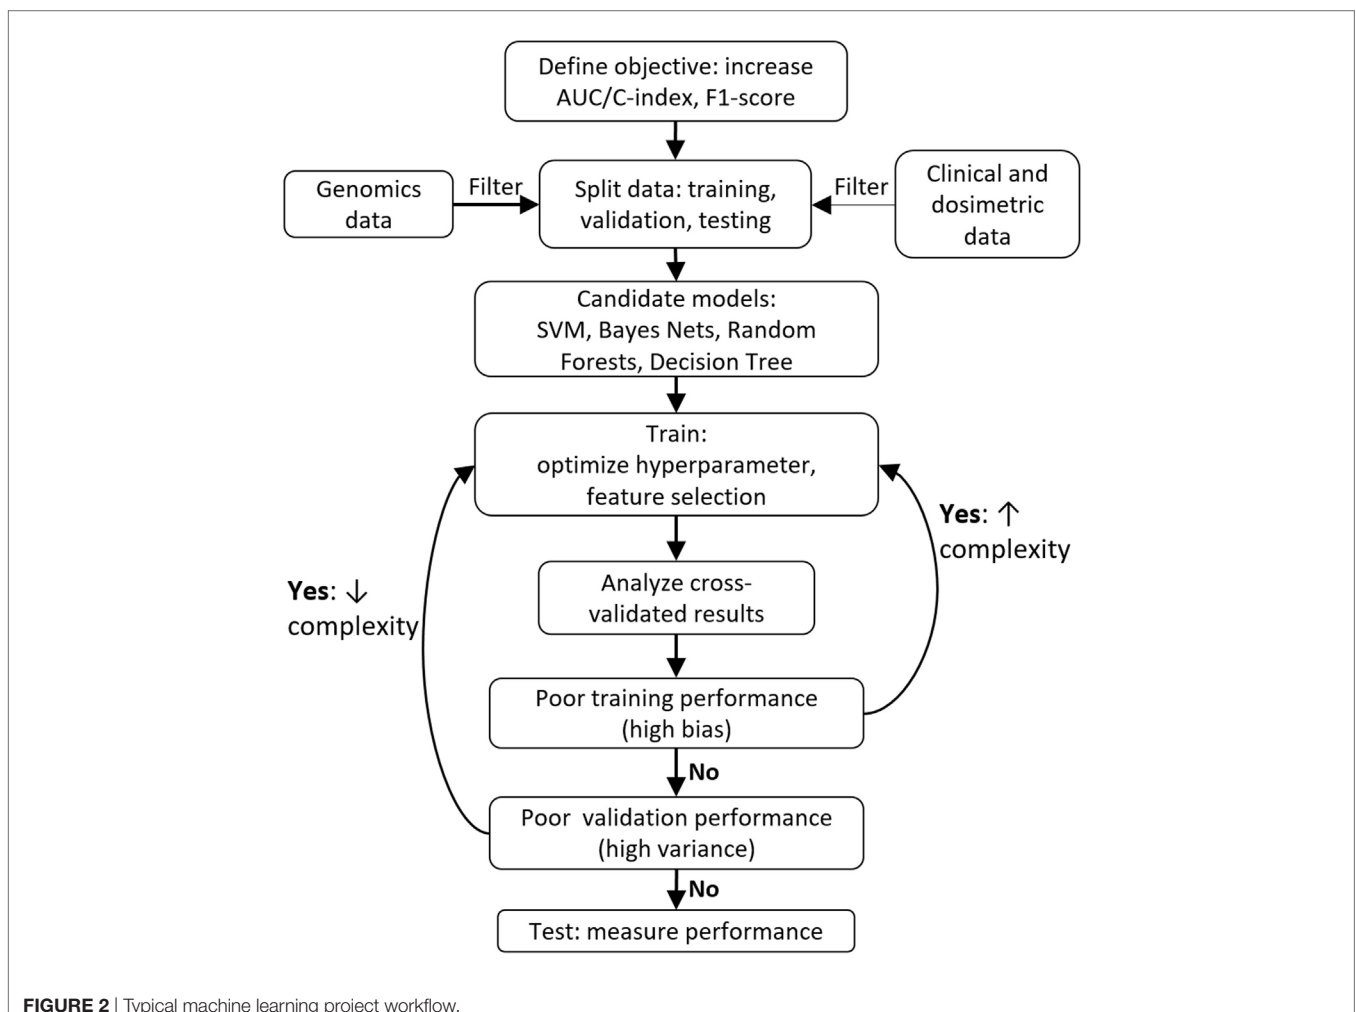 Define objective: increase
AUC/C-index, F1-score
Genomics
data
Filter
Split data: training,
validation, testing
Filter
Clinical and
dosimetric
data
Candidate models:
SVM, Bayes Nets, Random
Forests, Decision Tree
Train:
optimize hyperparameter,
feature selection
Yes: ↑
complexity
Analyze cross-
validated results
Yes: ↓
complexity
Poor training performance
(high bias)
No
Poor validation performance
(high variance)
No
Test: measure performance
FIGURE 2 | Typical machine learning project workflow.